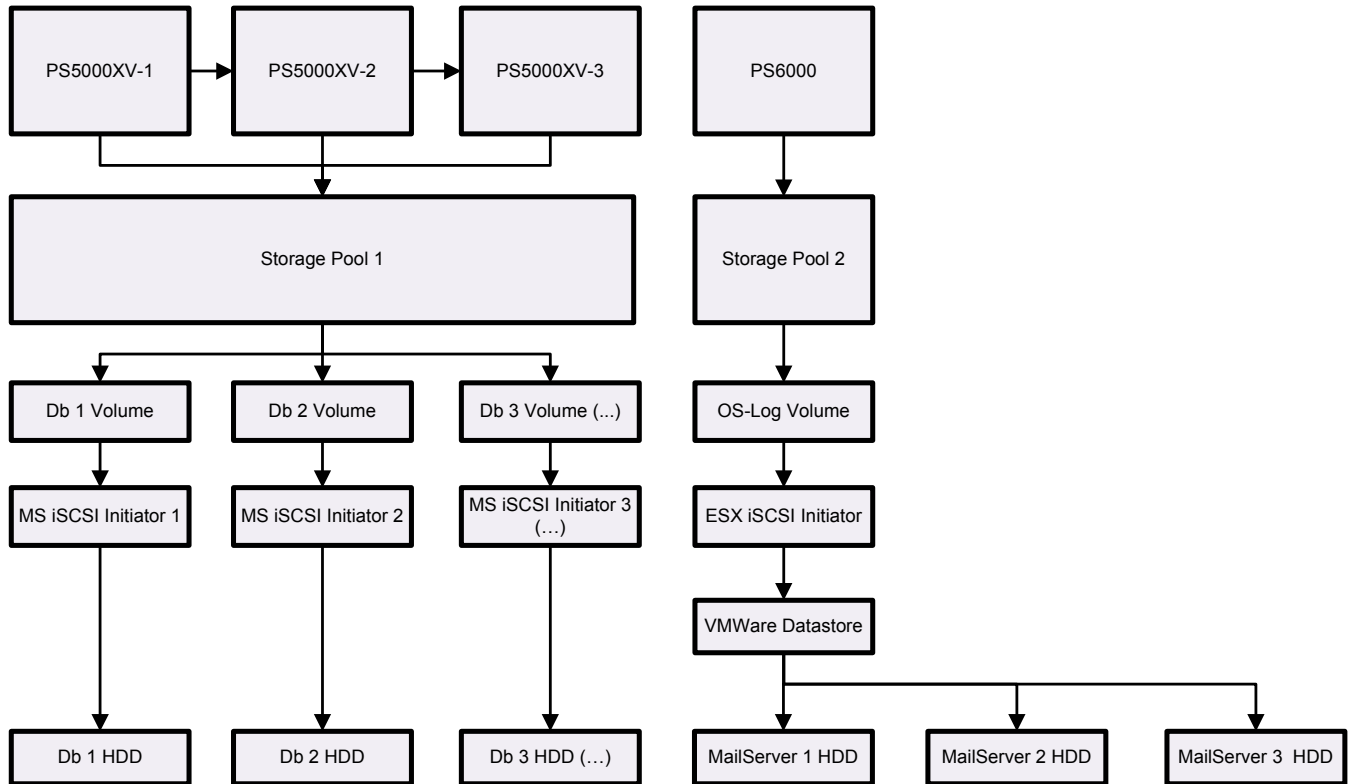 PS5000XV-1
PS5000XV-2
PS5000XV-3
PS6000
Storage Pool 1
Storage Pool 2
Db 1 Volume
Db 2 Volume
Db 3 Volume (...)
OS-Log Volume
MS iSCSI Initiator 1
MS iSCSI Initiator 2
MS iSCSI Initiator 3
(…)
ESX iSCSI Initiator
VMWare Datastore
Db 1 HDD
Db 2 HDD
Db 3 HDD (…)
MailServer 1 HDD
MailServer 2 HDD
MailServer 3  HDD